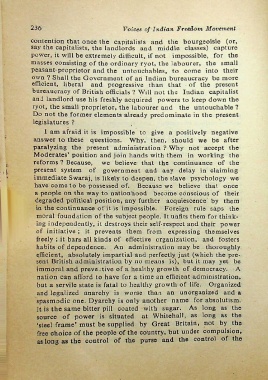 236 Voices of Indian Freedom Movement
contention that once the capitalists and the bourgeoisie (or,
say the capitalists, the landlords and middle classes) capture
power, it will be extremely difficult, if not impossible, for the
masses consisting of the ordinary ryot, the labourer, the small
peasant-proprietor and the untouchables, to come into their
own ? Shall the Government of an Indian bureaucracy be more
efficient, liberal and progressive than that of the present
bureaucracy of British officials ? Will not the Indian capitalist
and landlord use his freshly acquired powers to keep down the
ryot, the small proprietor, the labourer and the untouchable ?
Do not the former elements already predominate in the present
legislatures ?
I am afraid it is impossible to give a positively negative
answer to these questions. Why, then, should we be after
paralyzing the present administration ? Why not accept the
Moderates' position and join hands with them in working the
reforms ? Because, we believe that the continuance of the
present system of government and any delay in claiming
immediate Swaraj, is likely to deepen, the slave psychology we
have come to be possessed of. Because we believe that once
a people on the way to nationhood become conscious of their
degraded political position, any further acquiescence by them
in the continuance of it is impossible. Foreign rule saps the
moral foundation of the subject people. It unfits them for think-
ing independently, it destroys their self-respect and their power
of initiative ; it prevents them from expressing themselves
freely ; it bars all kinds of effective organization, and fosters
habits of dependence. An administration may be thoroughly
efficient, absolutely impartial and perfectly just (which the pre-
sent British administration by no means is), but it may yet be
immoral and preventive of a healthy growth of democracy. A
nation can afford to have for a time an efficient administration,
but a servile state is fatal to healthy growth of life. Organized
and legalized anarchy is worse than an unorganized and a
spasmodic one. Dyarchy is only another name for absolutism.
It is the same bitter pill coated with sugar. As long as the
source of power is situated at Whitehall, as long as the
'steel frame' must be supplied by Great Britain, not by the
free choice of the people of the country, but under compulsion,
as long as the control of the purse and the control of the